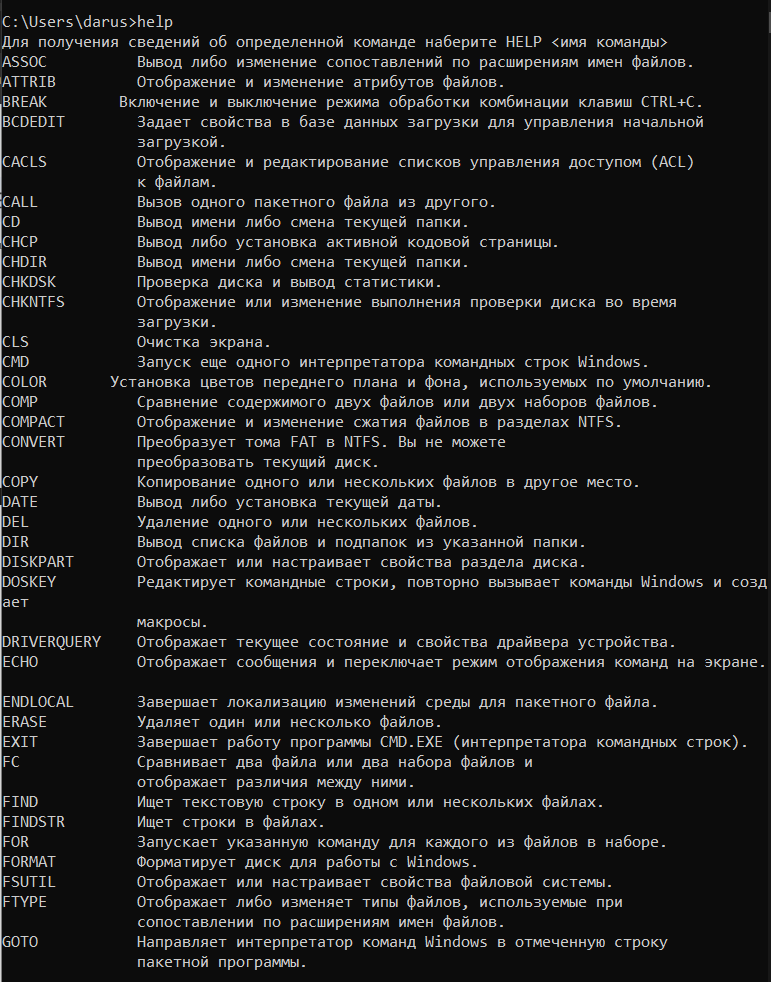 C:\Users\darus>help
Для получения сведений об определенной команде наберите HELP <имя команды>
ASSOC          Вывод либо изменение сопоставлений по расширениям имен файлов.
ATTRIB         Отображение и изменение атрибутов файлов.
BREAK        Включение и выключение режима обработки комбинации клавиш CTRL+C.
BCDEDIT        Задает свойства в базе данных загрузки для управления начальной
               загрузкой.
CACLS          Отображение и редактирование списков управления доступом (ACL)
               к файлам.
CALL           Вызов одного пакетного файла из другого.
CD             Вывод имени либо смена текущей папки.
CHCP           Вывод либо установка активной кодовой страницы.
CHDIR          Вывод имени либо смена текущей папки.
CHKDSK         Проверка диска и вывод статистики.
CHKNTFS        Отображение или изменение выполнения проверки диска во время
               загрузки.
CLS            Очистка экрана.
CMD            Запуск еще одного интерпретатора командных строк Windows.
COLOR       Установка цветов переднего плана и фона, используемых по умолчанию.
COMP           Сравнение содержимого двух файлов или двух наборов файлов.
COMPACT        Отображение и изменение сжатия файлов в разделах NTFS.
CONVERT        Преобразует тома FAT в NTFS. Вы не можете
               преобразовать текущий диск.
COPY           Копирование одного или нескольких файлов в другое место.
DATE           Вывод либо установка текущей даты.
DEL            Удаление одного или нескольких файлов.
DIR            Вывод списка файлов и подпапок из указанной папки.
DISKPART       Отображает или настраивает свойства раздела диска.
DOSKEY         Редактирует командные строки, повторно вызывает команды Windows и созд
ает
               макросы.
DRIVERQUERY    Отображает текущее состояние и свойства драйвера устройства.
ECHO           Отображает сообщения и переключает режим отображения команд на экране.
ENDLOCAL       Завершает локализацию изменений среды для пакетного файла.
ERASE          Удаляет один или несколько файлов.
EXIT           Завершает работу программы CMD.EXE (интерпретатора командных строк).
FC             Сравнивает два файла или два набора файлов и
               отображает различия между ними.
FIND           Ищет текстовую строку в одном или нескольких файлах.
FINDSTR        Ищет строки в файлах.
FOR            Запускает указанную команду для каждого из файлов в наборе.
FORMAT         Форматирует диск для работы с Windows.
FSUTIL         Отображает или настраивает свойства файловой системы.
FTYPE          Отображает либо изменяет типы файлов, используемые при
               сопоставлении по расширениям имен файлов.
GOTO           Направляет интерпретатор команд Windows в отмеченную строку
               пакетной программы.